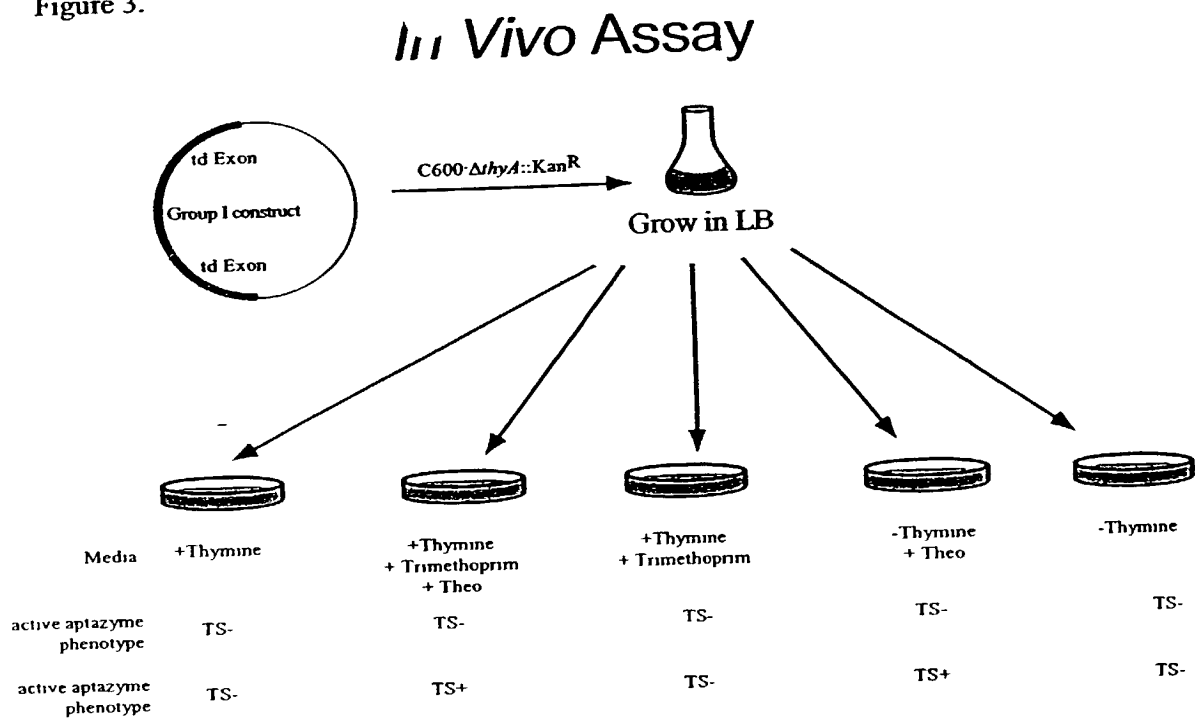 Figure 3.
In Vivo Assay
td Exon
Group I construct
td Exon
C600-ΔthyA::KanR
Grow in LB
Media
+Thymine
+Thymine
+ Trimethoprim
+ Theo
+Thymine
+ Trimethoprim
-Thymine
+ Theo
-Thymine
active aptazyme
phenotype
TS-
TS-
TS-
TS-
TS-
active aptazyme
phenotype
TS-
TS+
TS-
TS+
TS-